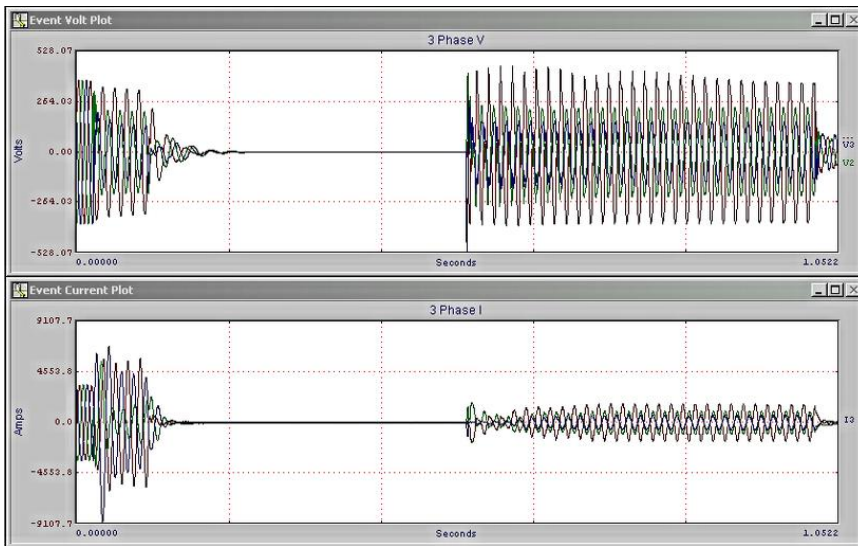 Event Volt Plot
3 Phase V
528.07
264.03
0.00
-264.03
-528.07
Volts
V3
V2
0.00000 Seconds 1.0522
Event Current Plot
3 Phase I
9107.7
4553.8
0.0
-4553.8
-9107.7
Amps
I3
0.00000 Seconds 1.0522